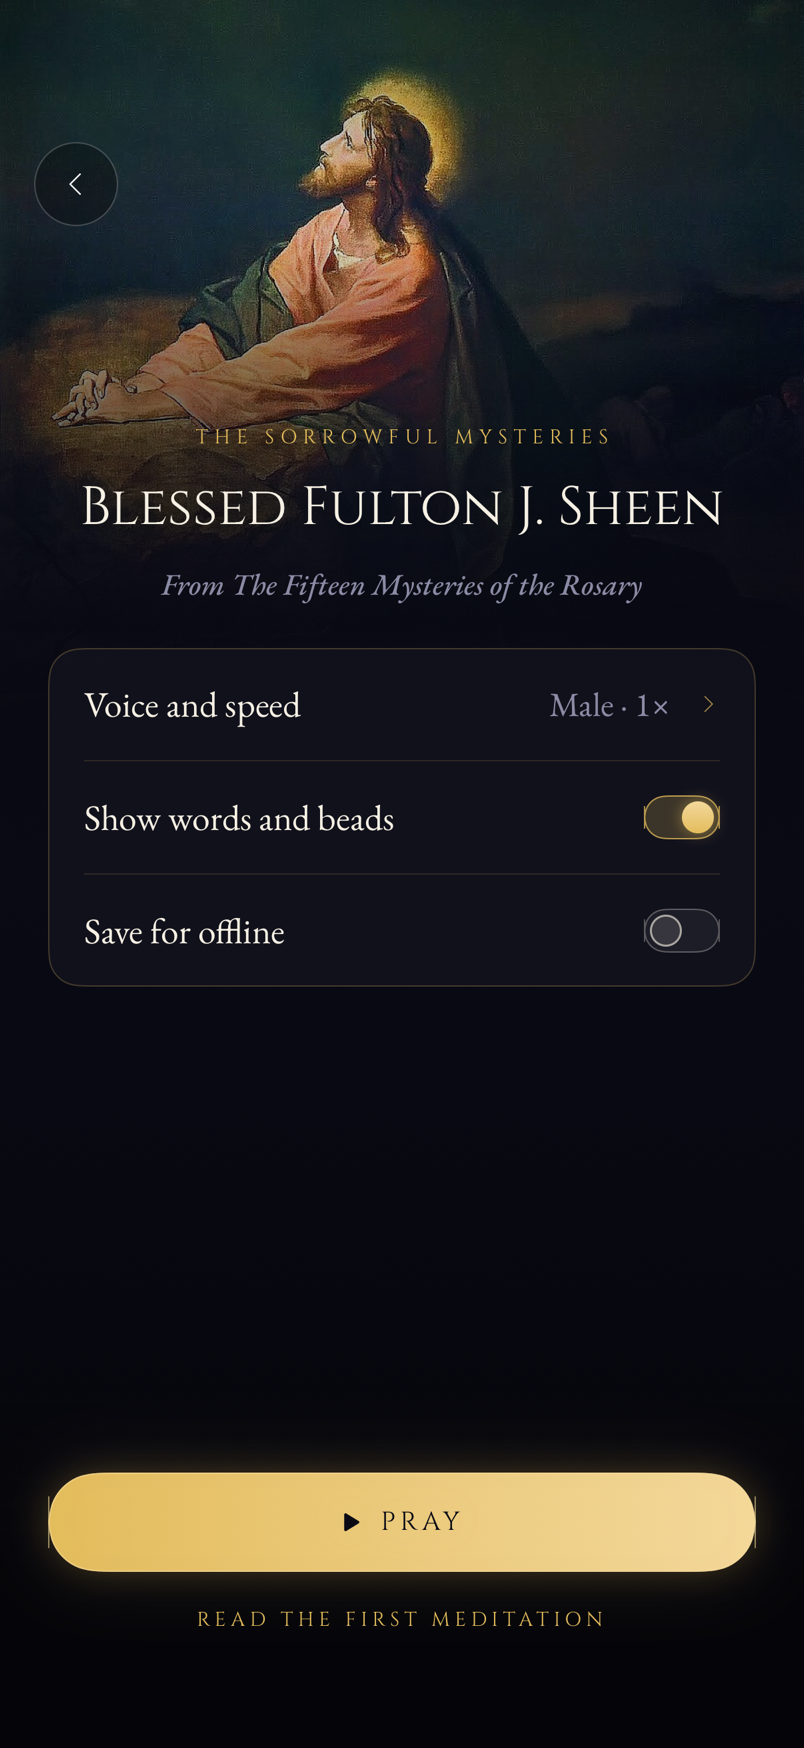 THE SORROWFUL MYSTERIES
BLESSED FULTON J. SHEEN
From The Fifteen Mysteries of the Rosary
Voice and speed Male · 1×
Show words and beads
Save for offline
PRAY
READ THE FIRST MEDITATION